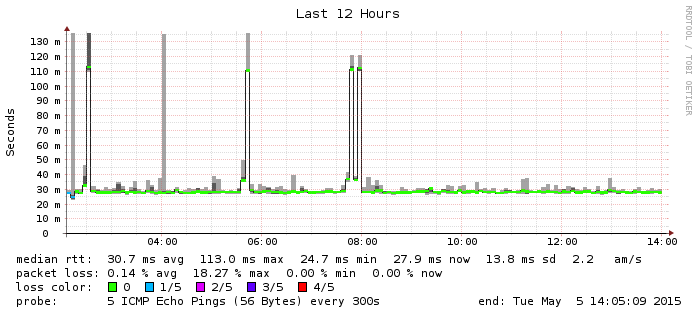 Last 12 Hours
RRDTOOL / TOBI OETIKER
Seconds
130 m
120 m
110 m
100 m
90 m
80 m
70 m
60 m
50 m
40 m
30 m
20 m
10 m
0
04:00 06:00 08:00 10:00 12:00 14:00
median rtt: 30.7 ms avg 113.0 ms max 24.7 ms min 27.9 ms now 13.8 ms sd 2.2 am/s
packet loss: 0.14 % avg 18.27 % max 0.00 % min 0.00 % now
loss color: 0 1/5 2/5 3/5 4/5
probe: 5 ICMP Echo Pings (56 Bytes) every 300s end: Tue May 5 14:05:09 2015